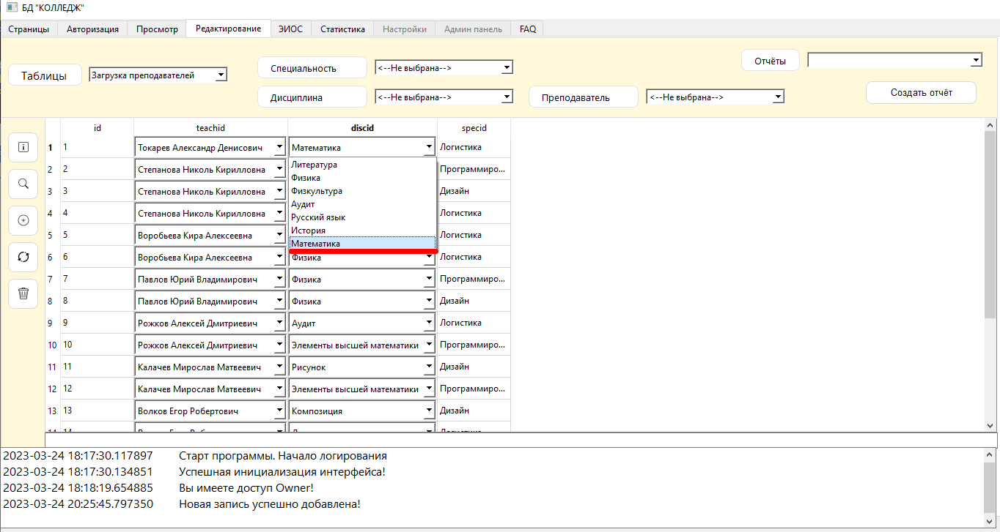 БД "КОЛЛЕДЖ"
Страницы Авторизация Просмотр Редактирование ЭИОС Статистика Настройки Админ панель FAQ
Таблицы Загрузка преподавателей Специальность <--Не выбрана--> Отчёты
Дисциплина <--Не выбрана--> Преподаватель <--Не выбрана--> Создать отчёт
id teachid discid specid
1 1 Токарев Александр Денисович Математика Логистика
2 2 Степанова Николь Кирилловна Литература Программиро...
Физика
3 3 Степанова Николь Кирилловна Физкультура Дизайн
Аудит
4 4 Степанова Николь Кирилловна Русский язык Логистика
5 5 Воробьева Кира Алексеевна История Логистика
Математика
6 6 Воробьева Кира Алексеевна Физика Логистика
7 7 Павлов Юрий Владимирович Физика Программиро...
8 8 Павлов Юрий Владимирович Физика Дизайн
9 9 Рожков Алексей Дмитриевич Аудит Логистика
10 10 Рожков Алексей Дмитриевич Элементы высшей математики Программиро...
11 11 Калачев Мирослав Матвеевич Рисунок Дизайн
12 12 Калачев Мирослав Матвеевич Элементы высшей математики Программиро...
13 13 Волков Егор Робертович Композиция Дизайн
2023-03-24 18:17:30.117897 Старт программы. Начало логирования
2023-03-24 18:17:30.134851 Успешная инициализация интерфейса!
2023-03-24 18:18:19.654885 Вы имеете доступ Owner!
2023-03-24 20:25:45.797350 Новая запись успешно добавлена!